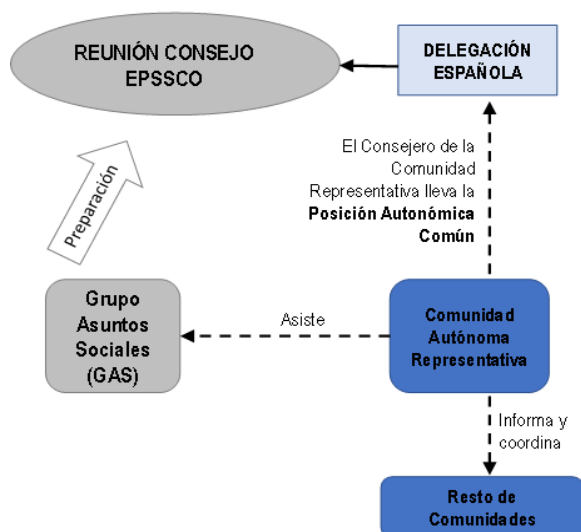 REUNIÓN CONSEJO
EPSSCO
DELEGACIÓN
ESPAÑOLA
El Consejero de la
Comunidad
Representativa lleva la
Posición Autonómica
Común
Preparación
Grupo
Asuntos
Sociales
(GAS)
Asiste
Comunidad
Autónoma
Representativa
Informa y
coordina
Resto de
Comunidades